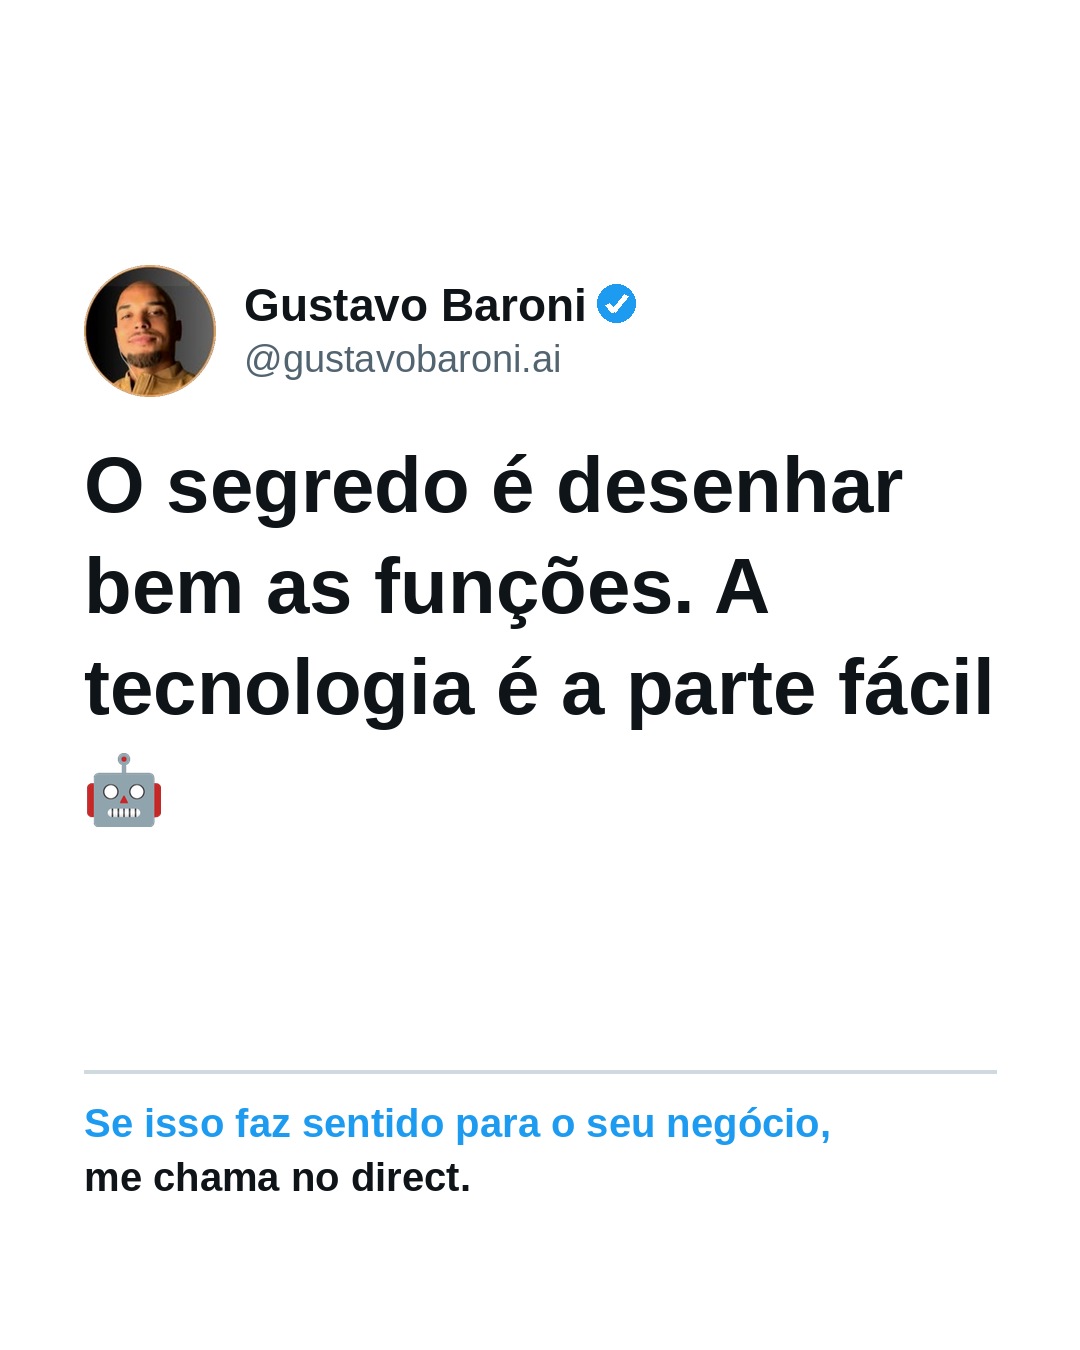 Gustavo Baroni
@gustavobaroni.ai
O segredo é desenhar
bem as funções. A
tecnologia é a parte fácil
🤖
Se isso faz sentido para o seu negócio,
me chama no direct.